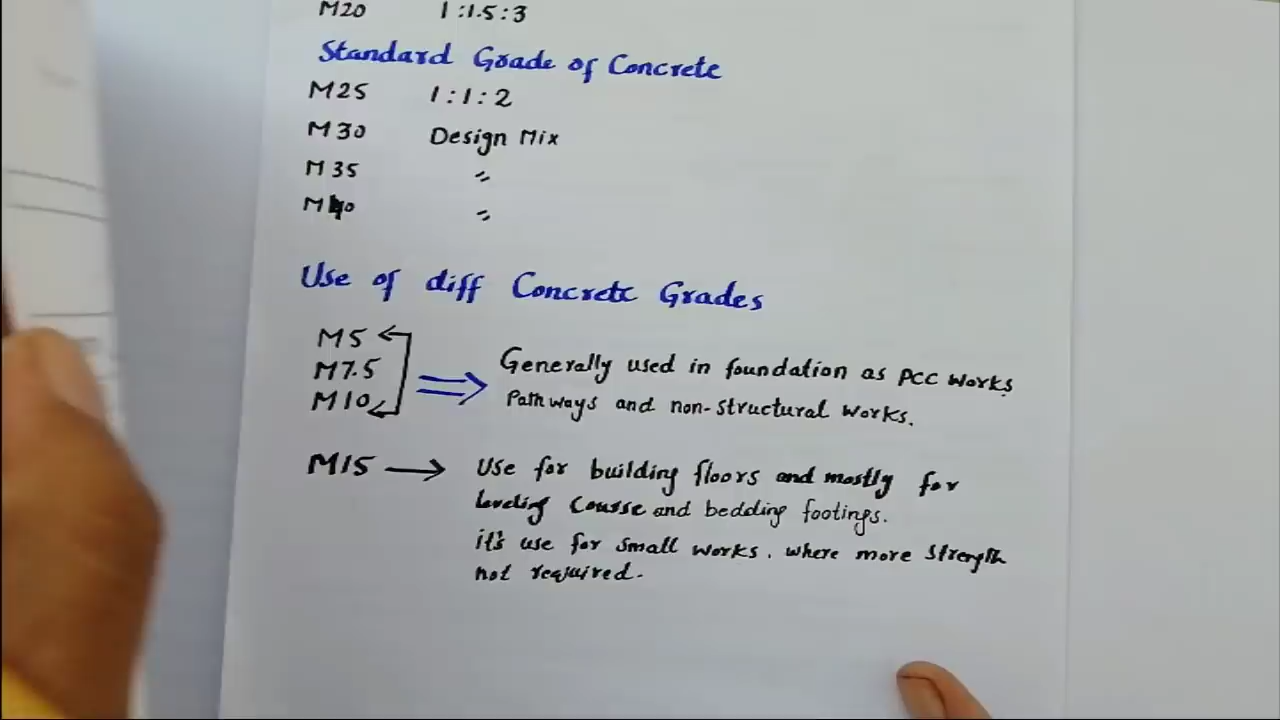 M20 1:1.5:3
Standard Grade of Concrete
M25 1:1:2
M30 Design Mix
M35 〃
M40 〃
Use of diff Concrete Grades
M5
M7.5
M10
Generally used in foundation as PCC Works
Pathways and non-structural works.
M15 → Use for building floors and mostly for
leveling Course and bedding footings.
it's use for small works. where more strength
not requuired.